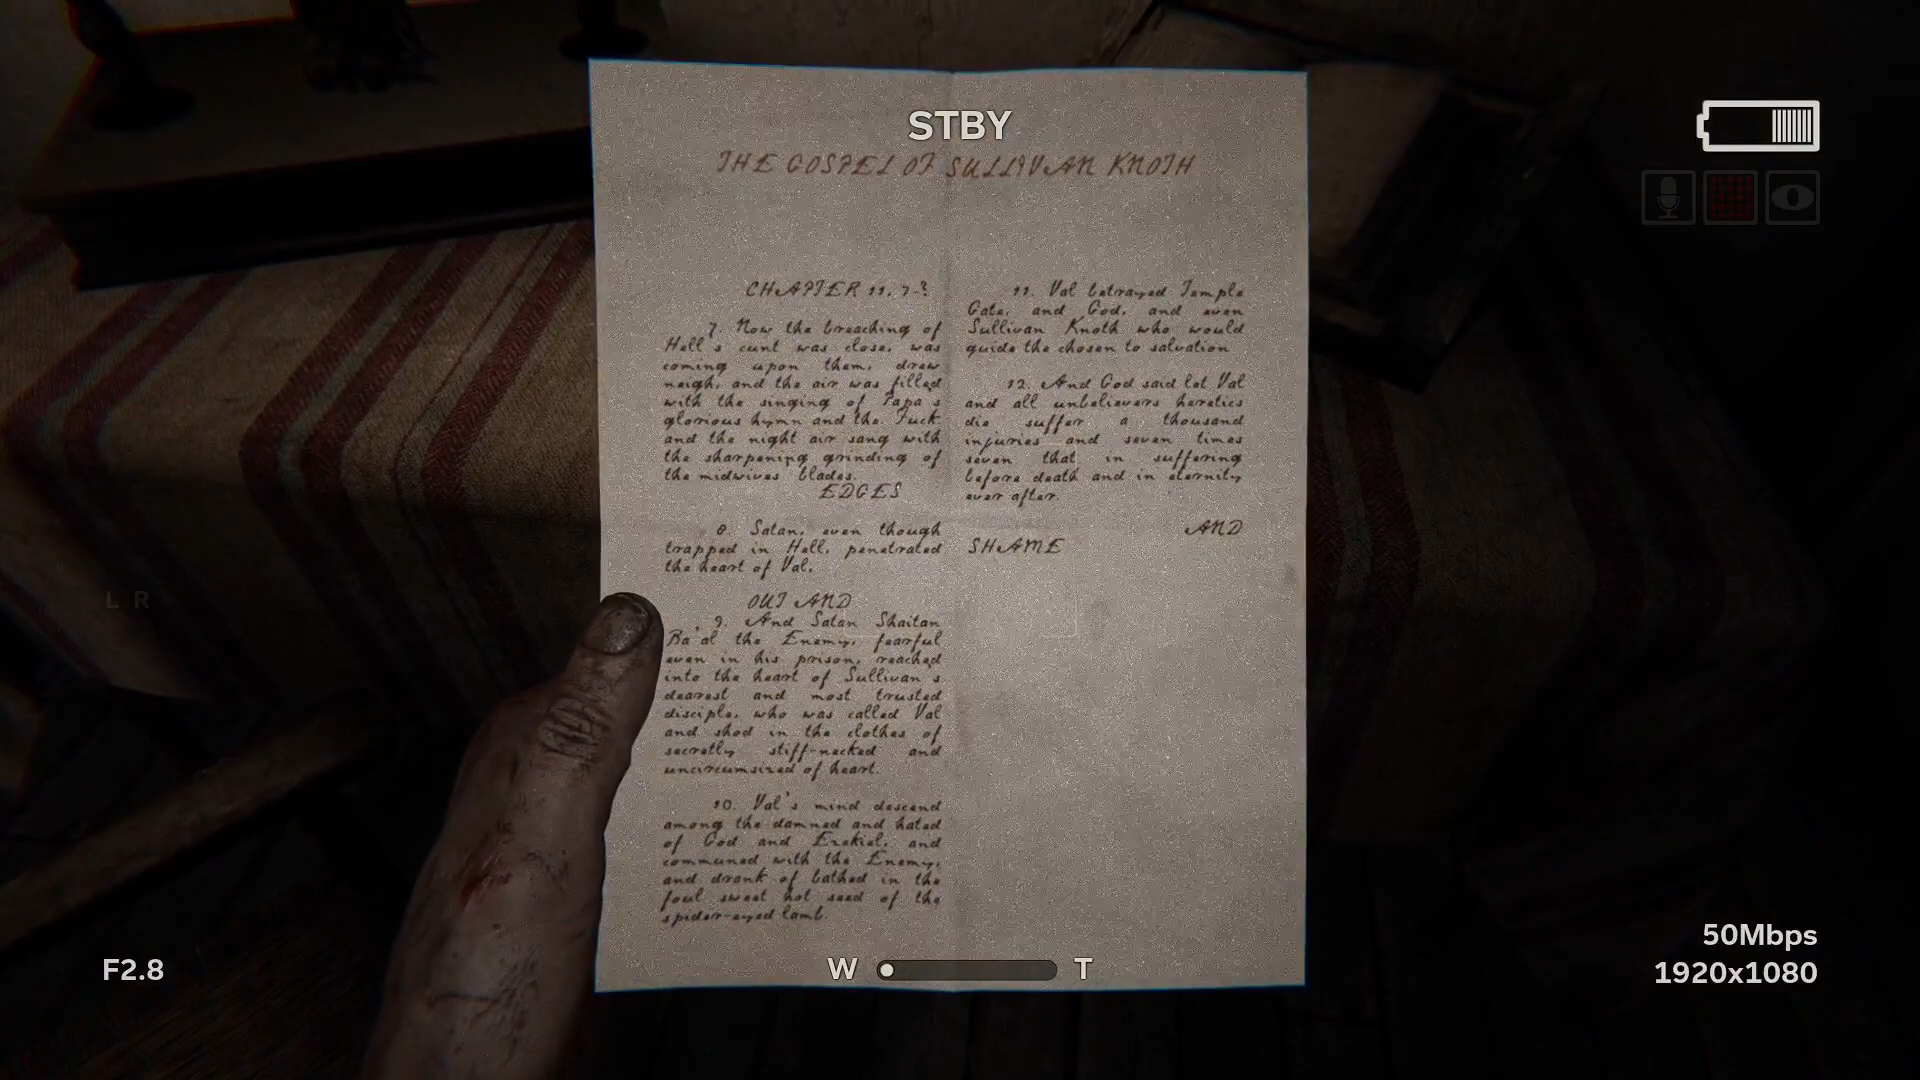 STBY
THE GOSPEL OF SULLIVAN KNOTH
CHAPTER 11, 7-?
7. Now the breaching of
Hell's cunt was close, was
coming upon them, drew
neigh, and the air was filled
with the singing of Papa's
glorious hymn and the. Fuck.
and the night air sang with
the sharpening grinding of
the midwives blades.
EDGES
8. Satan, even though
trapped in Hell, penetrated
the heart of Val.
OUT AND
9. And Satan Shaitan
Ba'al the Enemy, fearful
even in his prison, reached
into the heart of Sullivan's
dearest and most trusted
disciple, who was called Val
and shod in the clothes of
secretly stiff-necked and
uncircumsized of heart.
10. Val's mind descend
among the damned and hated
of God and Ezekiel, and
communed with the Enemy,
and drank of bathed in the
foul sweet hot seed of the
spider-eyed lamb.
11. Val betrayed Temple
Gate, and God, and even
Sullivan Knoth who would
guide the chosen to salvation
12. And God said let Val
and all unbelievers heretics
die suffer a thousand
injuries and seven times
seven that in suffering
before death and in eternity
ever after.
AND
SHAME
L R
F2.8
W T
50Mbps
1920x1080